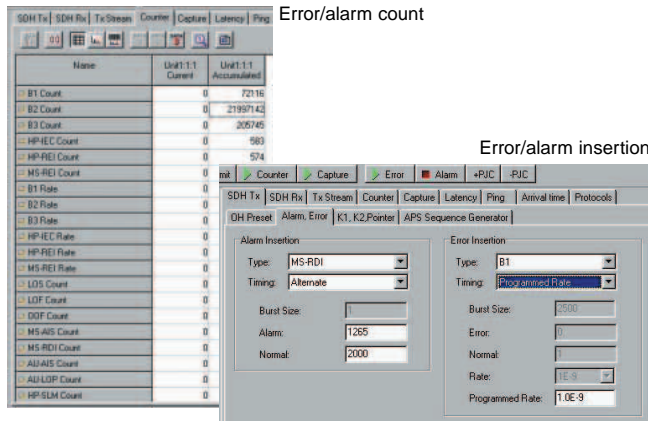 Error/alarm count
SDH Tx SDH Rx Tx Stream Counter Capture Latency Ping
Name Unit1:1:1 Current Unit1:1:1 Accumulated
B1 Count 0 72116
B2 Count 0 21997142
B3 Count 0 205745
HP-IEC Count 0 583
HP-REI Count 0 574
MS-REI Count 0
B1 Rate 0
B2 Rate 0
B3 Rate 0
HP-IEC Rate 0
HP-REI Rate 0
MS-REI Rate 0
LOS Count 0
LOF Count 0
OOF Count 0
MS-AIS Count 0
MS-RDI Count 0
AU-AIS Count 0
AU-LOP Count 0
HP-SLM Count 0
Error/alarm insertion
mit Counter Capture Error Alarm +PJC -PJC
SDH Tx SDH Rx Tx Stream Counter Capture Latency Ping Arrival time Protocols
OH Preset Alarm, Error K1, K2,Pointer APS Sequence Generator
Alarm Insertion
Type: MS-RDI
Timing: Alternate
Burst Size: 1
Alarm: 1265
Normal: 2000
Error Insertion
Type: B1
Timing: Programmed Rate
Burst Size: 2500
Error: 0
Normal: 1
Rate: 1E-9
Programmed Rate: 1.0E-9